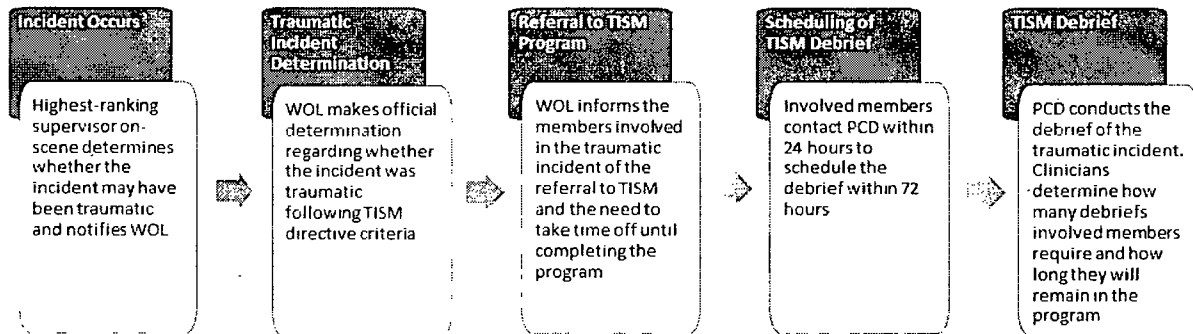 Incident Occurs
Highest-ranking
supervisor on-
scene determines
whether the
incident may have
been traumatic
and notifies WOL
Traumatic
Incident
Determination
WOL makes official
determination
regarding whether
the incident was
traumatic
following TISM
directive criteria
Referral to TISM
Program
WOL informs the
members involved
in the traumatic
incident of the
referral to TISM
and the need to
take time off until
completing the
program
Scheduling of
TISM Debrief
Involved members
contact PCD within
24 hours to
schedule the
debrief within 72
hours
TISM Debrief
PCD conducts the
debrief of the
traumatic incident.
Clinicians
determine how
many debriefs
involved members
require and how
long they will
remain in the
program